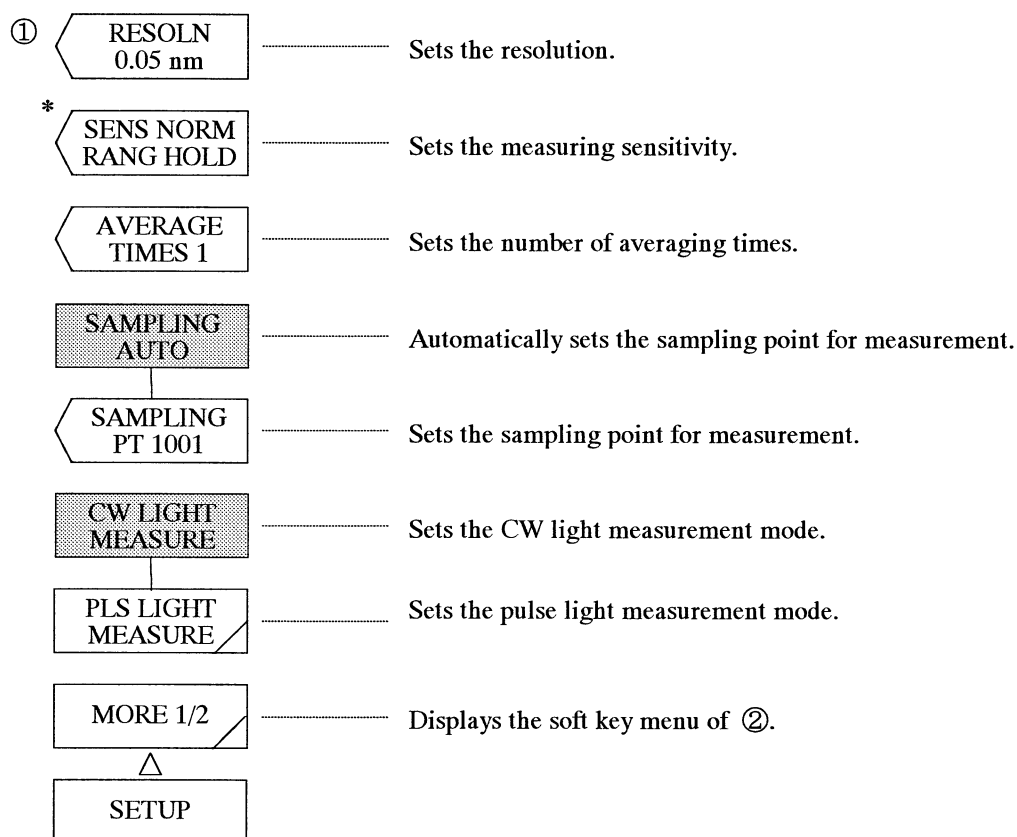 ①
RESOLN
0.05 nm
Sets the resolution.
*
SENS NORM
RANG HOLD
Sets the measuring sensitivity.
AVERAGE
TIMES 1
Sets the number of averaging times.
SAMPLING
AUTO
Automatically sets the sampling point for measurement.
SAMPLING
PT 1001
Sets the sampling point for measurement.
CW LIGHT
MEASURE
Sets the CW light measurement mode.
PLS LIGHT
MEASURE
Sets the pulse light measurement mode.
MORE 1/2
Displays the soft key menu of ②.
△
SETUP